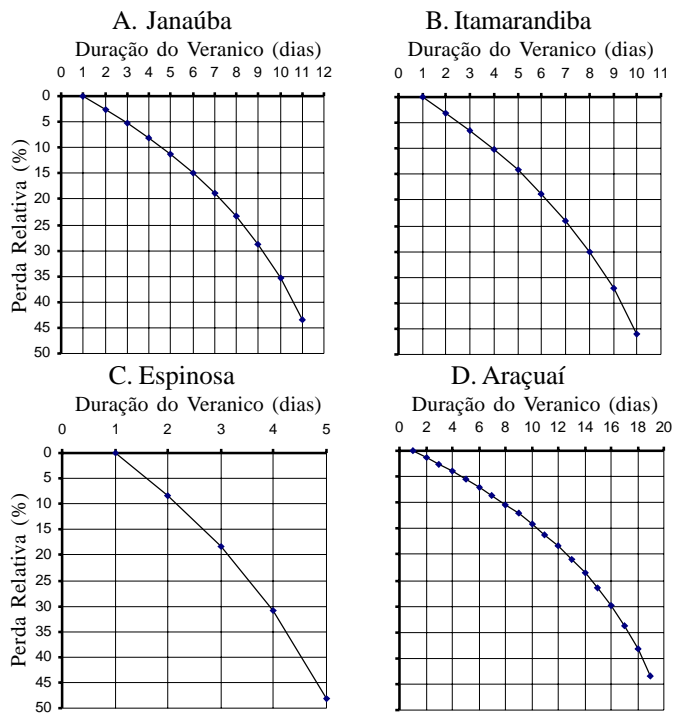 A. Janaúba
Duração do Veranico (dias)
0 1 2 3 4 5 6 7 8 9 10 11 12
Perda Relativa (%)
0
5
10
15
20
25
30
35
40
45
50
B. Itamarandiba
Duração do Veranico (dias)
0 1 2 3 4 5 6 7 8 9 10 11
C. Espinosa
Duração do Veranico (dias)
0 1 2 3 4 5
Perda Relativa (%)
0
5
10
15
20
25
30
35
40
45
50
D. Araçuaí
Duração do Veranico (dias)
0 2 4 6 8 10 12 14 16 18 20